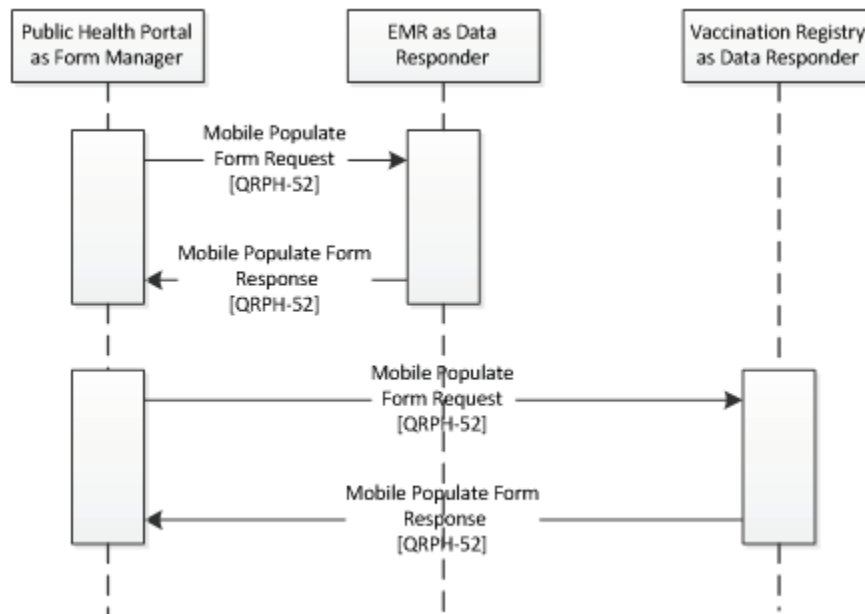 Public Health Portal
as Form Manager
EMR as Data
Responder
Vaccination Registry
as Data Responder
Mobile Populate
Form Request
[QRPH-52]
Mobile Populate Form
Response
[QRPH-52]
Mobile Populate
Form Request
[QRPH-52]
Mobile Populate Form
Response
[QRPH-52]